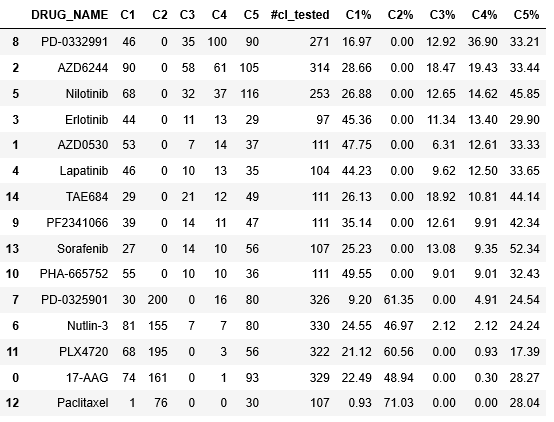 DRUG_NAME C1 C2 C3 C4 C5 #cl_tested C1% C2% C3% C4% C5%
8 PD-0332991 46 0 35 100 90 271 16.97 0.00 12.92 36.90 33.21
2 AZD6244 90 0 58 61 105 314 28.66 0.00 18.47 19.43 33.44
5 Nilotinib 68 0 32 37 116 253 26.88 0.00 12.65 14.62 45.85
3 Erlotinib 44 0 11 13 29 97 45.36 0.00 11.34 13.40 29.90
1 AZD0530 53 0 7 14 37 111 47.75 0.00 6.31 12.61 33.33
4 Lapatinib 46 0 10 13 35 104 44.23 0.00 9.62 12.50 33.65
14 TAE684 29 0 21 12 49 111 26.13 0.00 18.92 10.81 44.14
9 PF2341066 39 0 14 11 47 111 35.14 0.00 12.61 9.91 42.34
13 Sorafenib 27 0 14 10 56 107 25.23 0.00 13.08 9.35 52.34
10 PHA-665752 55 0 10 10 36 111 49.55 0.00 9.01 9.01 32.43
7 PD-0325901 30 200 0 16 80 326 9.20 61.35 0.00 4.91 24.54
6 Nutlin-3 81 155 7 7 80 330 24.55 46.97 2.12 2.12 24.24
11 PLX4720 68 195 0 3 56 322 21.12 60.56 0.00 0.93 17.39
0 17-AAG 74 161 0 1 93 329 22.49 48.94 0.00 0.30 28.27
12 Paclitaxel 1 76 0 0 30 107 0.93 71.03 0.00 0.00 28.04